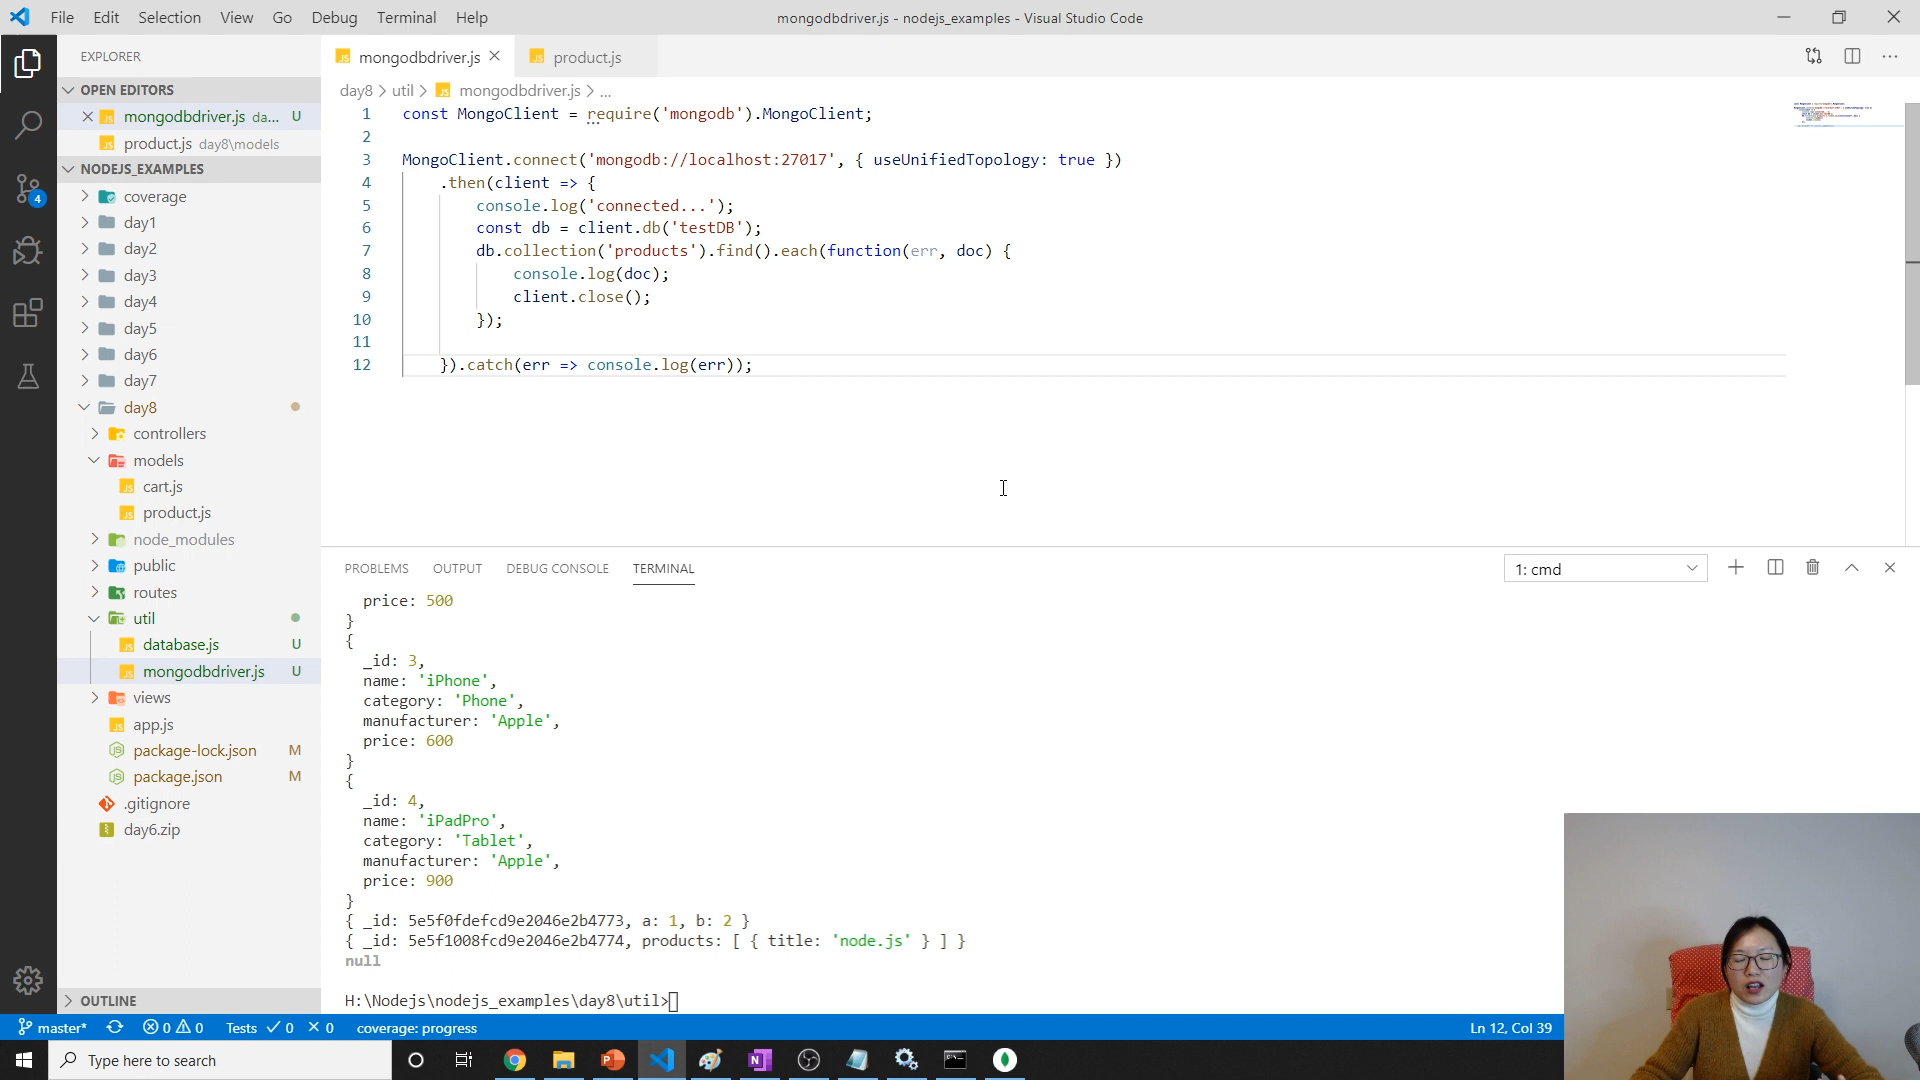 File Edit Selection View Go Debug Terminal Help
mongodbdriver.js - nodejs_examples - Visual Studio Code
EXPLORER
OPEN EDITORS
mongodbdriver.js da... U
product.js day8\models
NODEJS_EXAMPLES
coverage
day1
day2
day3
day4
day5
day6
day7
day8
controllers
models
cart.js
product.js
node_modules
public
routes
util
database.js U
mongodbdriver.js U
views
app.js
package-lock.json M
package.json M
.gitignore
day6.zip
OUTLINE
4
mongodbdriver.js
product.js
day8 > util > mongodbdriver.js > ...
1 const MongoClient = require('mongodb').MongoClient;
2
3 MongoClient.connect('mongodb://localhost:27017', { useUnifiedTopology: true })
4 .then(client => {
5 console.log('connected...');
6 const db = client.db('testDB');
7 db.collection('products').find().each(function(err, doc) {
8 console.log(doc);
9 client.close();
10 });
11
12 }).catch(err => console.log(err));
PROBLEMS OUTPUT DEBUG CONSOLE TERMINAL
1: cmd
price: 500
}
{
_id: 3,
name: 'iPhone',
category: 'Phone',
manufacturer: 'Apple',
price: 600
}
{
_id: 4,
name: 'iPadPro',
category: 'Tablet',
manufacturer: 'Apple',
price: 900
}
{ _id: 5e5f0fdefcd9e2046e2b4773, a: 1, b: 2 }
{ _id: 5e5f1008fcd9e2046e2b4774, products: [ { title: 'node.js' } ] }
null
H:\Nodejs\nodejs_examples\day8\util>
master* 0 0 Tests 0 0 coverage: progress
Ln 12, Col 39
Type here to search